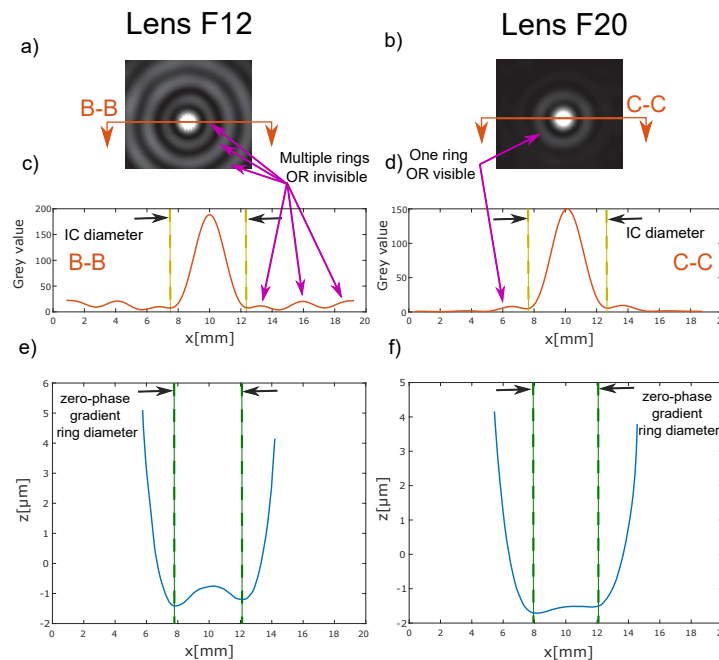 Lens F12
Lens F20
a)
b)
B-B
C-C
c)
Multiple rings
OR invisible
One ring
OR visible
d)
200
150
100
50
0
Grey value
IC diameter
B-B
0 2 4 6 8 10 12 14 16 18 20
x[mm]
150
100
50
0
Grey value
IC diameter
C-C
0 2 4 6 8 10 12 14 16 18 20
x[mm]
e)
6
5
4
3
2
1
0
-1
-2
z[μm]
zero-phase
gradient
ring diameter
0 2 4 6 8 10 12 14 16 18 20
x[mm]
f)
5
4
3
2
1
0
-1
-2
z[μm]
zero-phase
gradient
ring diameter
0 2 4 6 8 10 12 14 16 18 20
x[mm]